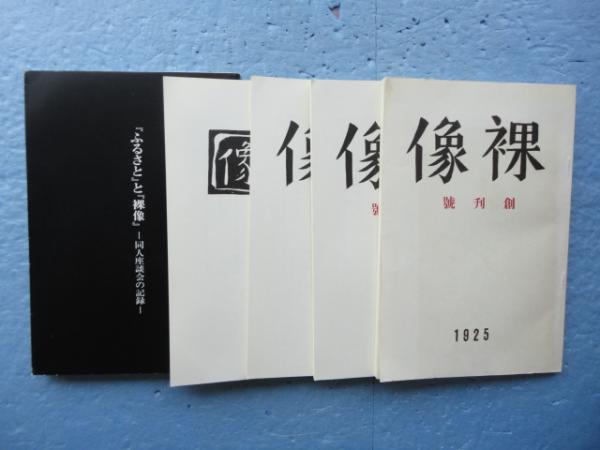 『ふるさと』と『裸像』
―同人座談会の記録―
像
像
像
號
裸像
創刊號
1925